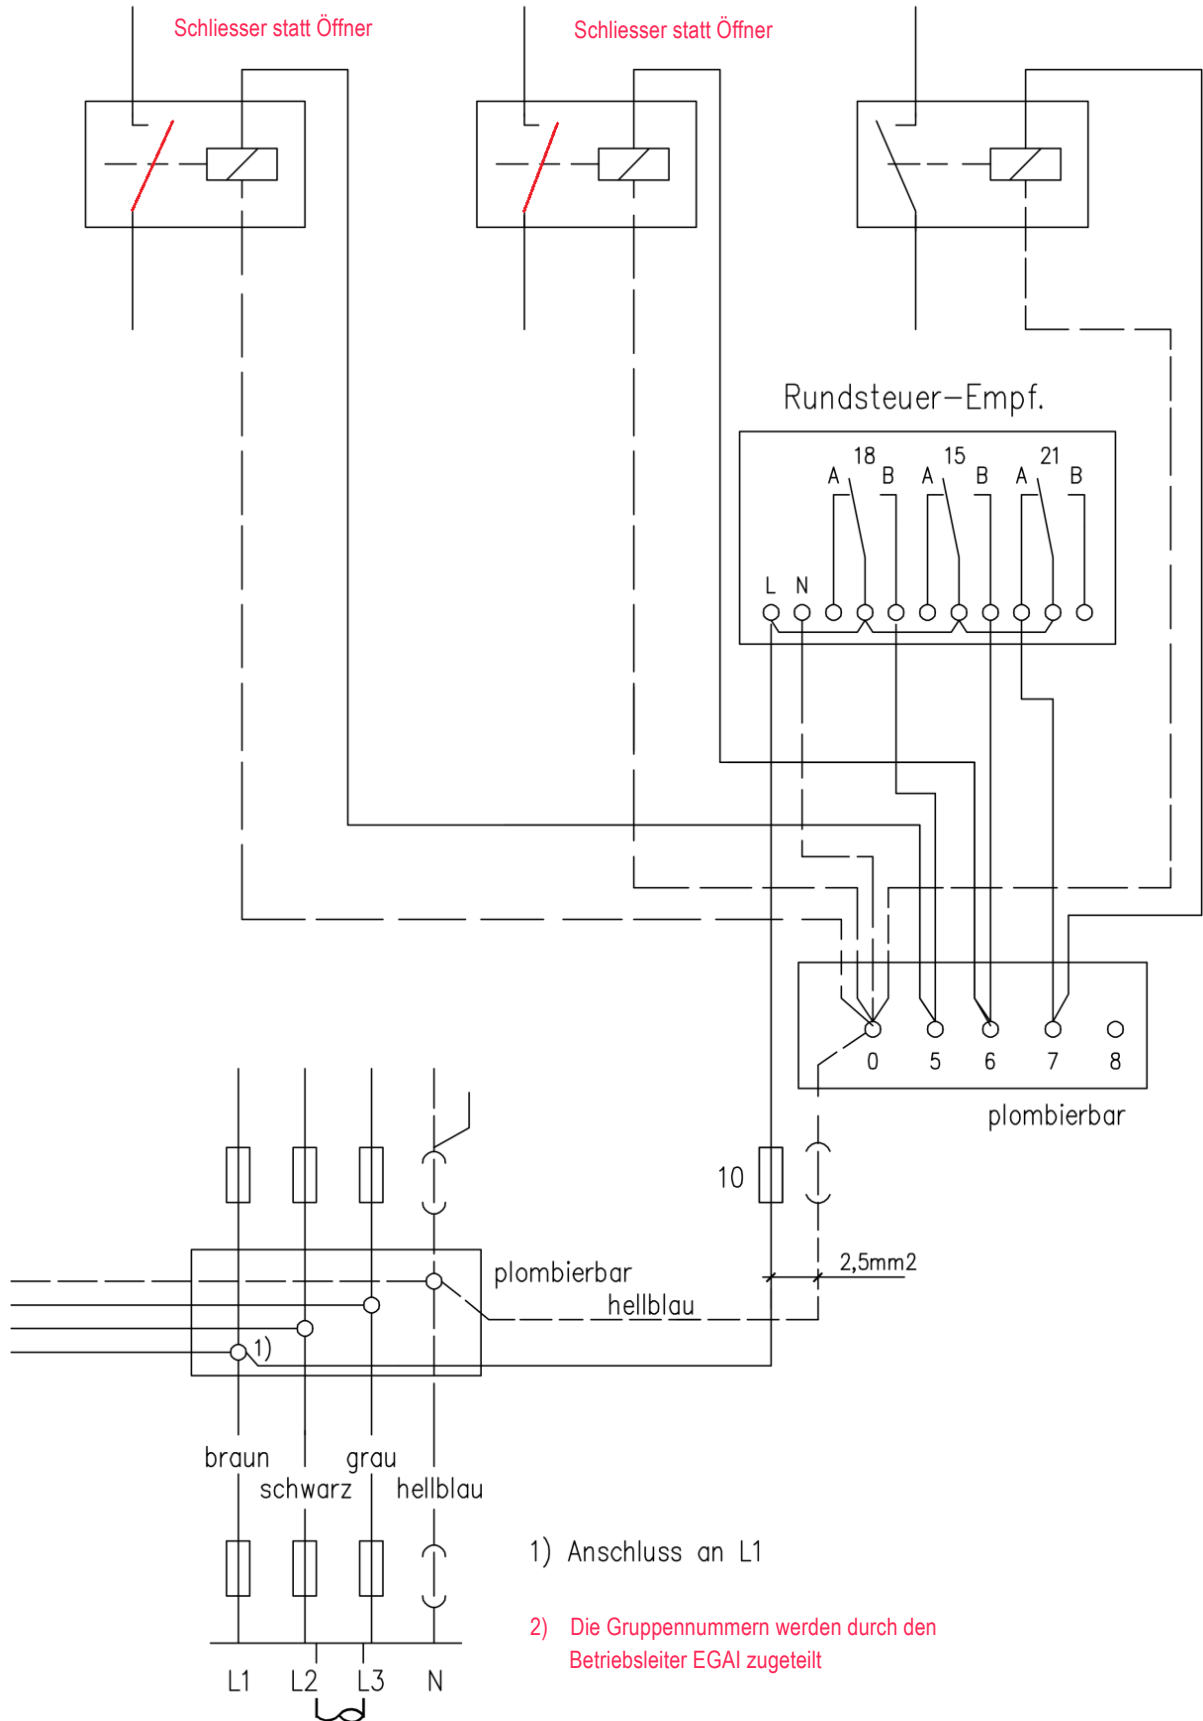 Schliesser statt Öffner
Schliesser statt Öffner
Rundsteuer-Empf.
18 15 21
A B A B A B
L N
0 5 6 7 8
plombierbar
10
2,5mm2
plombierbar
hellblau
1)
braun grau
schwarz hellblau
1) Anschluss an L1
2) Die Gruppennummern werden durch den
Betriebsleiter EGAI zugeteilt
L1 L2 L3 N